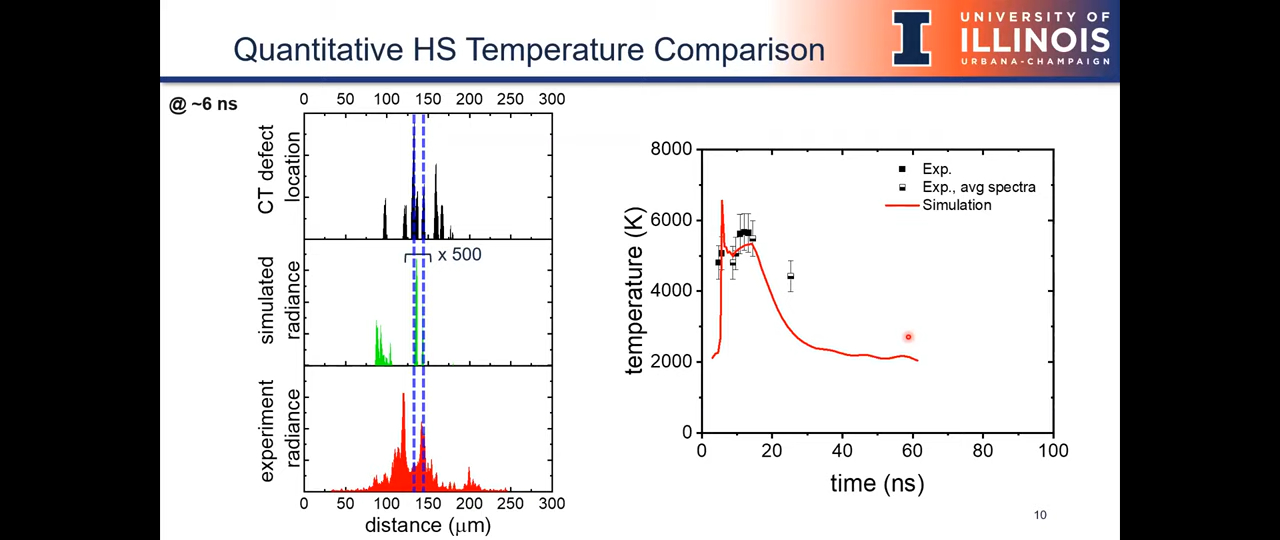 Quantitative HS Temperature Comparison
I
UNIVERSITY OF
ILLINOIS
URBANA-CHAMPAIGN
@ ~6 ns
0 50 100 150 200 250 300
CT defect
location
x 500
simulated
radiance
experiment
radiance
0 50 100 150 200 250 300
distance (μm)
8000
6000
4000
2000
0
temperature (K)
Exp.
Exp., avg spectra
Simulation
0 20 40 60 80 100
time (ns)
10